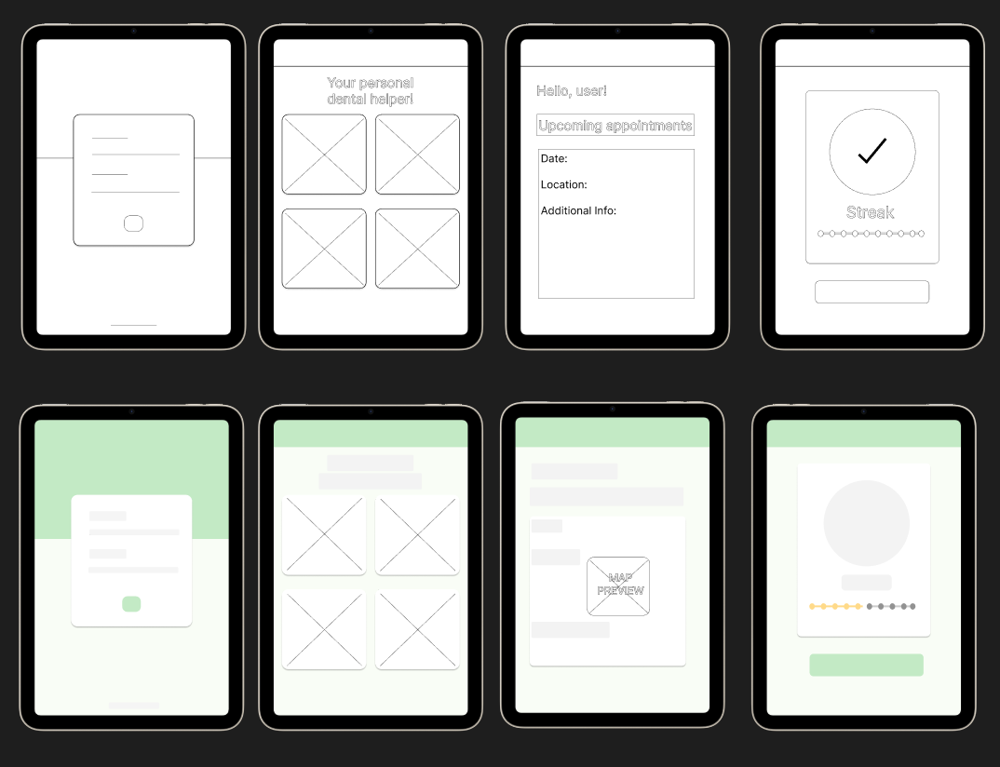 Your personal
dental helper!
Hello, user!
Upcoming appointments
Date:
Location:
Additional Info:
Streak
MAP
PREVIEW